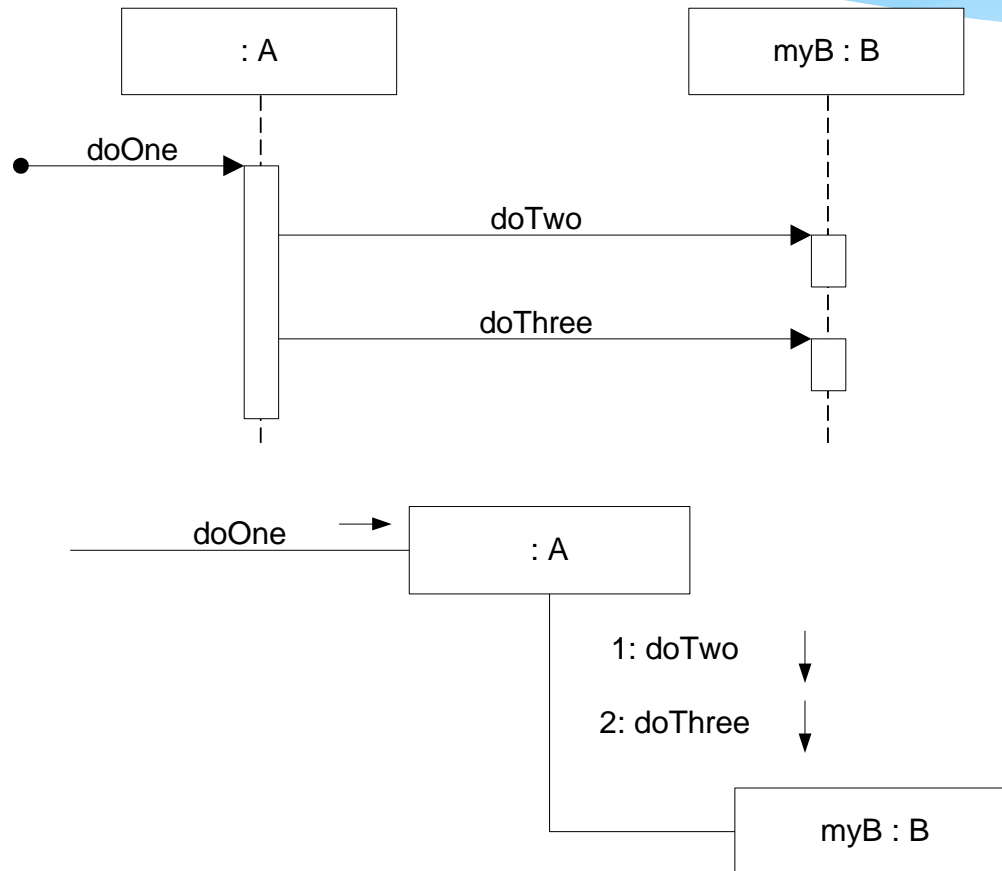 : A
myB : B
doOne
doTwo
doThree
doOne
: A
1: doTwo
2: doThree
myB : B